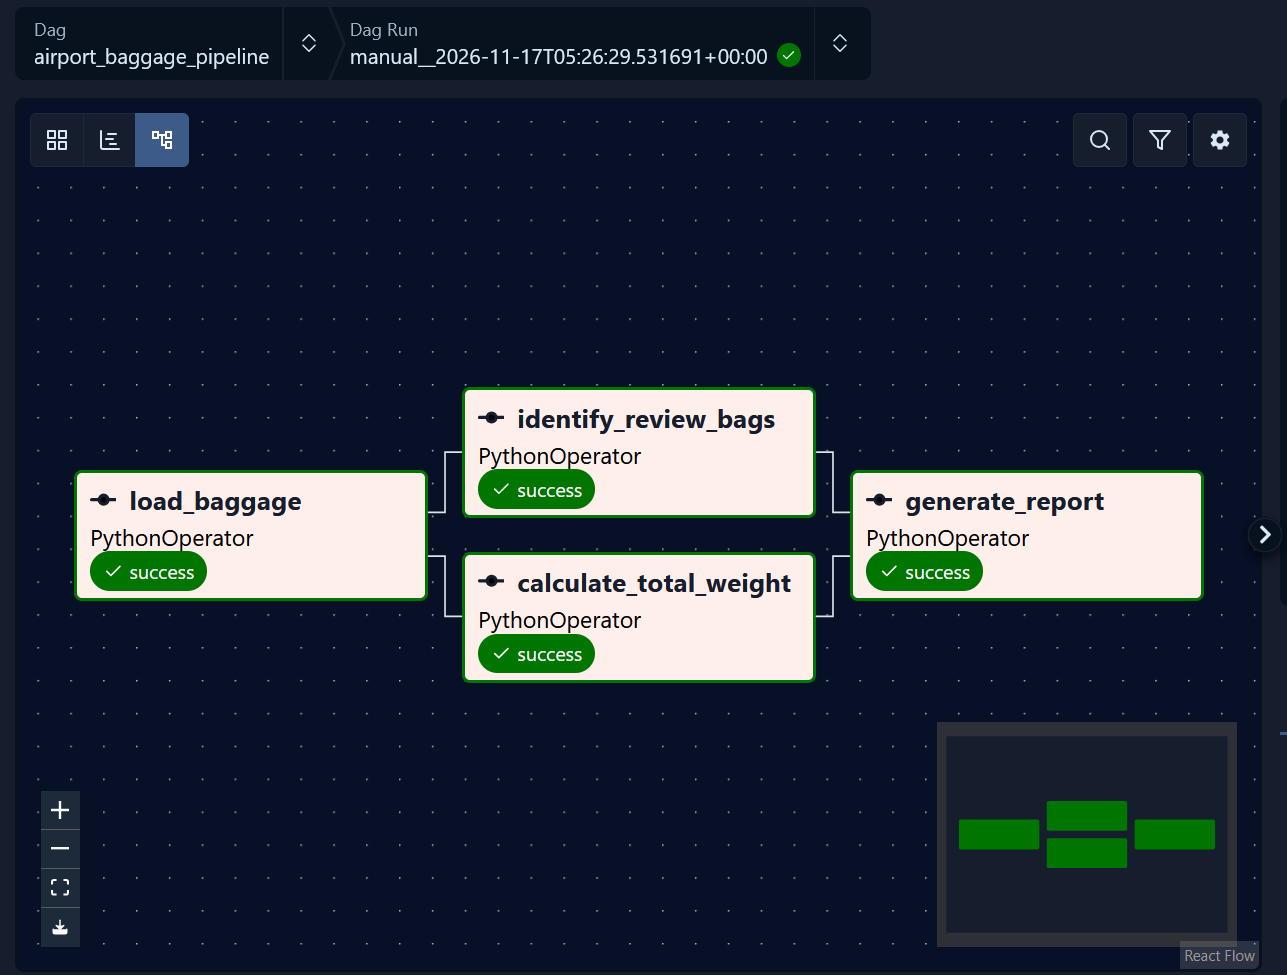 Dag
airport_baggage_pipeline
Dag Run
manual__2026-11-17T05:26:29.531691+00:00
identify_review_bags
PythonOperator
success
load_baggage
PythonOperator
success
generate_report
PythonOperator
success
calculate_total_weight
PythonOperator
success
React Flow